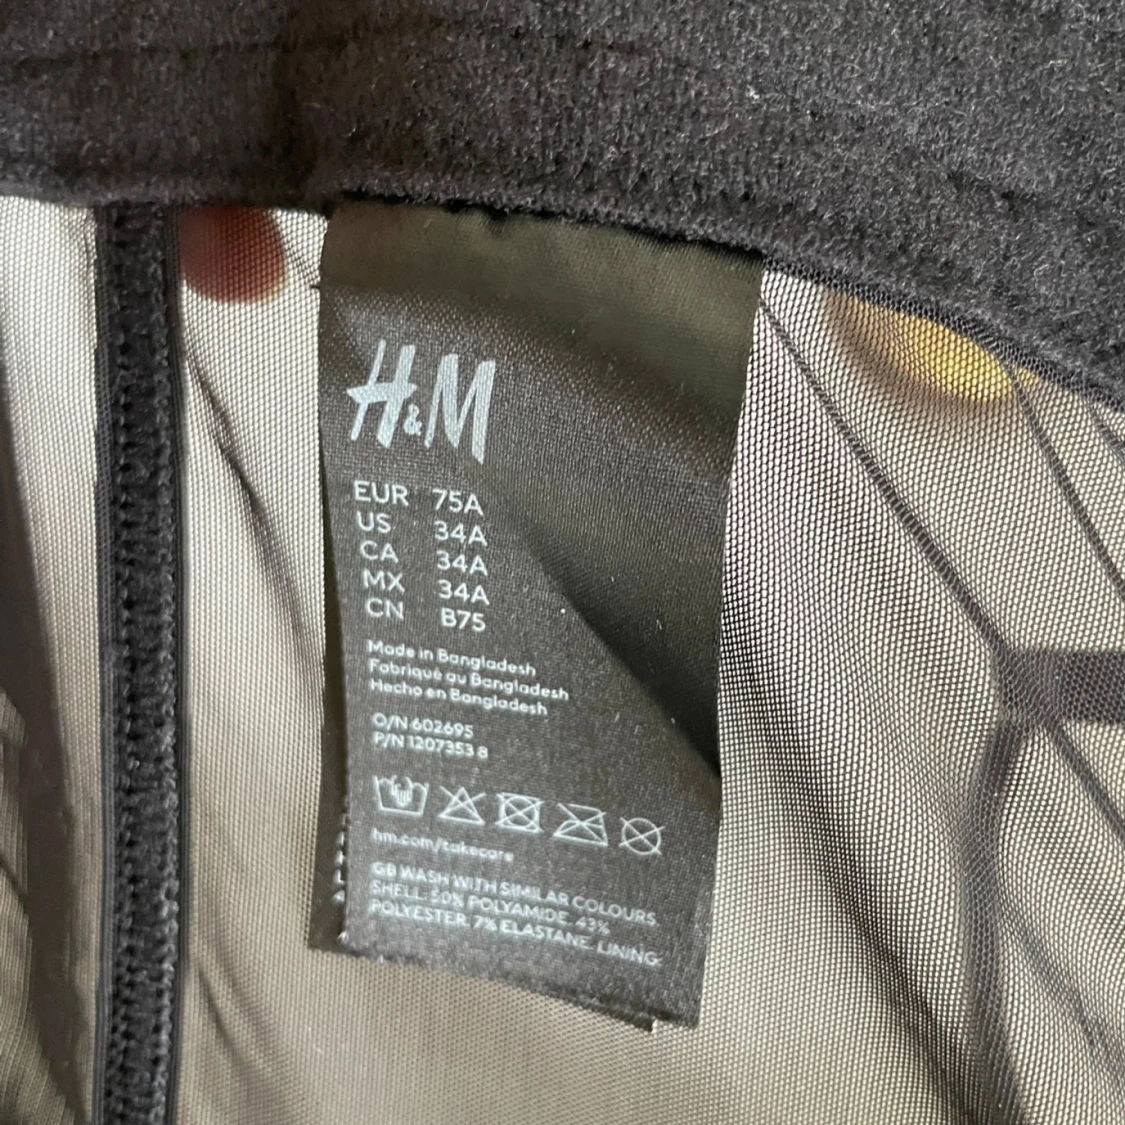 H&M
EUR 75A
US 34A
CA 34A
MX 34A
CN B75
Made in Bangladesh
Fabriqué au Bangladesh
Hecho en Bangladesh
O/N 602695
P/N 1207353 8
hm.com/takecare
GB WASH WITH SIMILAR COLOURS.
SHELL: 50% POLYAMIDE. 43%
POLYESTER. 7% ELASTANE. LINING: